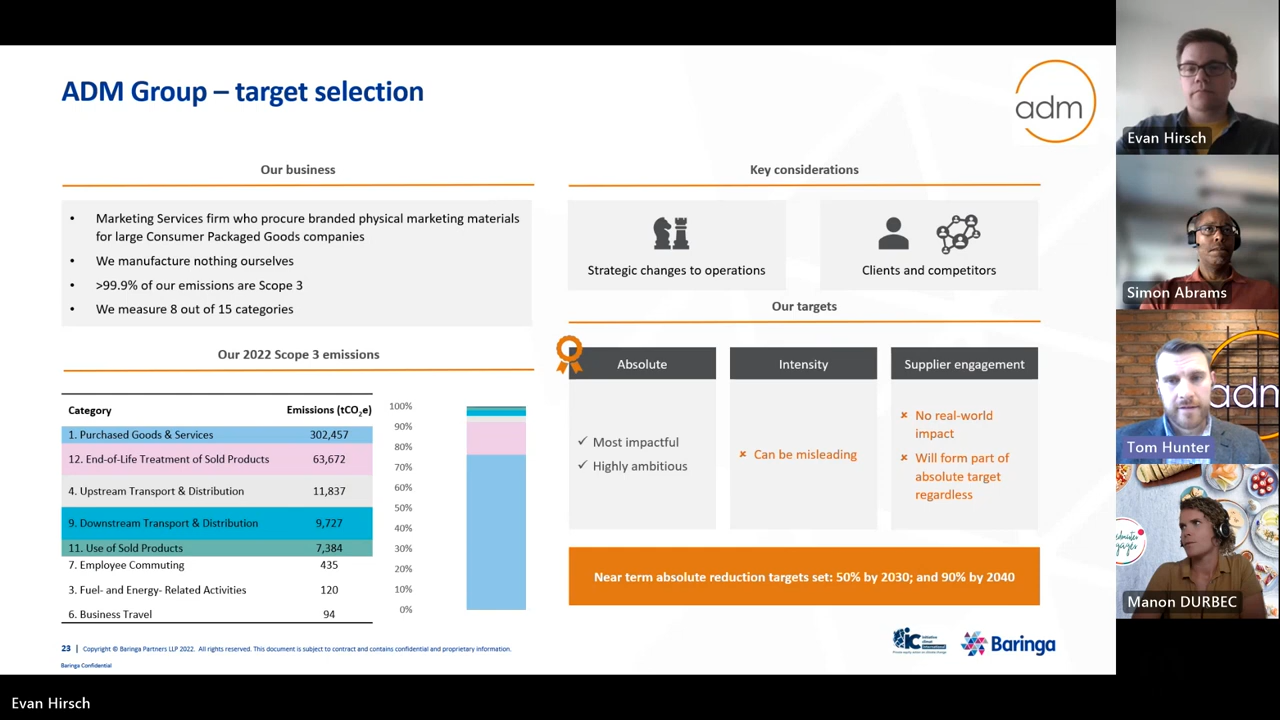 ADM Group – target selection
adm
Our business
• Marketing Services firm who procure branded physical marketing materials
for large Consumer Packaged Goods companies
• We manufacture nothing ourselves
• >99.9% of our emissions are Scope 3
• We measure 8 out of 15 categories
Our 2022 Scope 3 emissions
Category Emissions (tCO2e)
1. Purchased Goods & Services 302,457
12. End-of-Life Treatment of Sold Products 63,672
4. Upstream Transport & Distribution 11,837
9. Downstream Transport & Distribution 9,727
11. Use of Sold Products 7,384
7. Employee Commuting 435
3. Fuel- and Energy- Related Activities 120
6. Business Travel 94
100%
90%
80%
70%
60%
50%
40%
30%
20%
10%
0%
Key considerations
Strategic changes to operations
Clients and competitors
Our targets
Absolute
✓ Most impactful
✓ Highly ambitious
Intensity
× Can be misleading
Supplier engagement
× No real-world
impact
× Will form part of
absolute target
regardless
Near term absolute reduction targets set: 50% by 2030; and 90% by 2040
23 | Copyright © Baringa Partners LLP 2022. All rights reserved. This document is subject to contract and contains confidential and proprietary information.
Baringa Confidential
Baringa
Evan Hirsch
Simon Abrams
adm
Tom Hunter
Manon DURBEC
Evan Hirsch